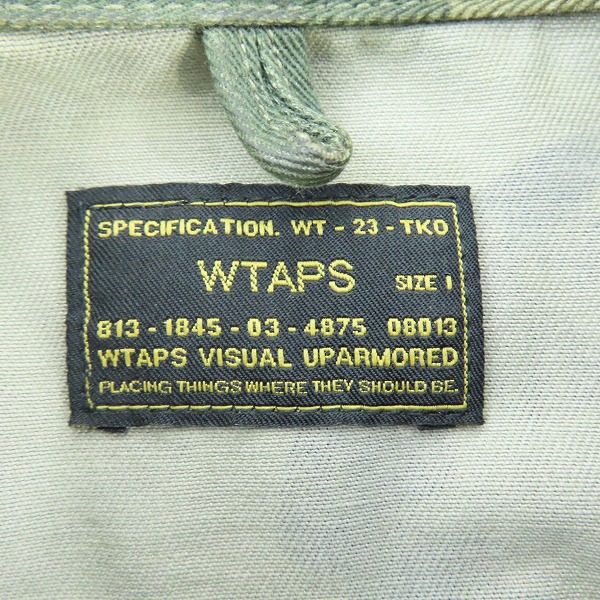 SPECIFICATION. WT - 23 - TKO
WTAPS SIZE 1
813 - 1845 - 03 - 4875 08013
WTAPS VISUAL UPARMORED
PLACING THINGS WHERE THEY SHOULD BE.